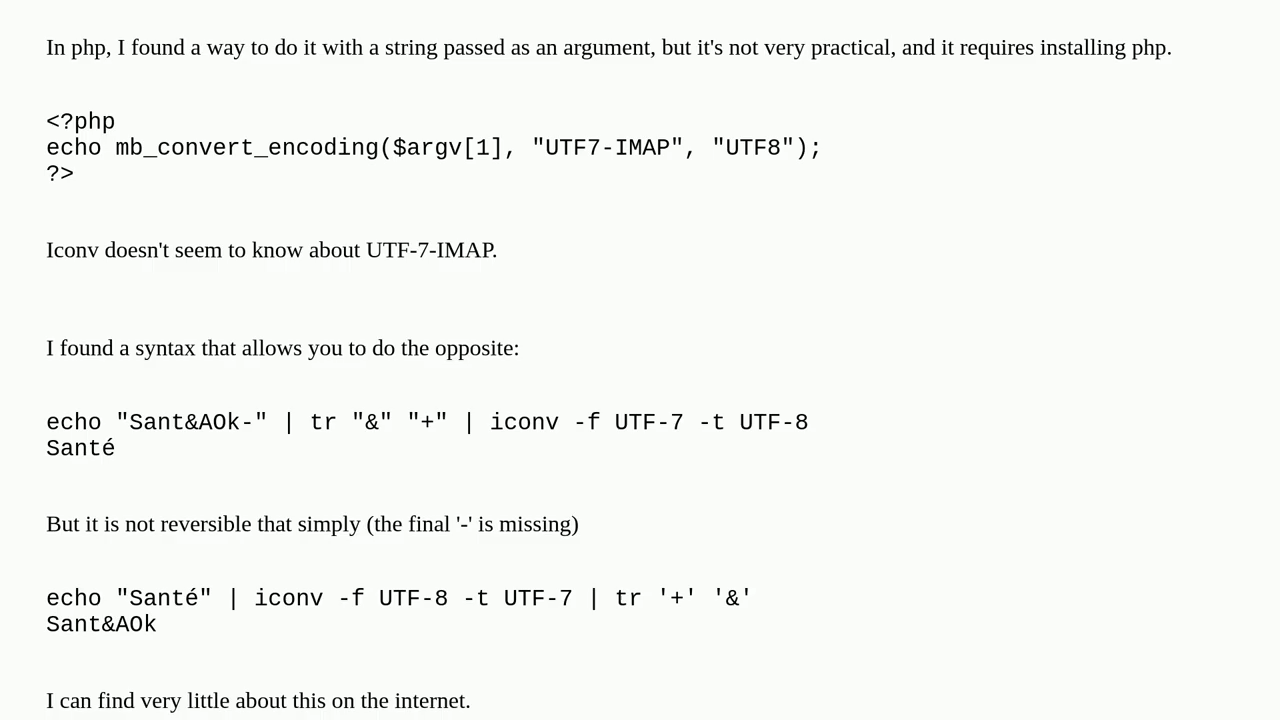 In php, I found a way to do it with a string passed as an argument, but it's not very practical, and it requires installing php.
<?php
echo mb_convert_encoding($argv[1], "UTF7-IMAP", "UTF8");
?>
Iconv doesn't seem to know about UTF-7-IMAP.
I found a syntax that allows you to do the opposite:
echo "Sant&AOk-" | tr "&" "+" | iconv -f UTF-7 -t UTF-8
Santé
But it is not reversible that simply (the final '-' is missing)
echo "Santé" | iconv -f UTF-8 -t UTF-7 | tr '+' '&'
Sant&AOk
I can find very little about this on the internet.